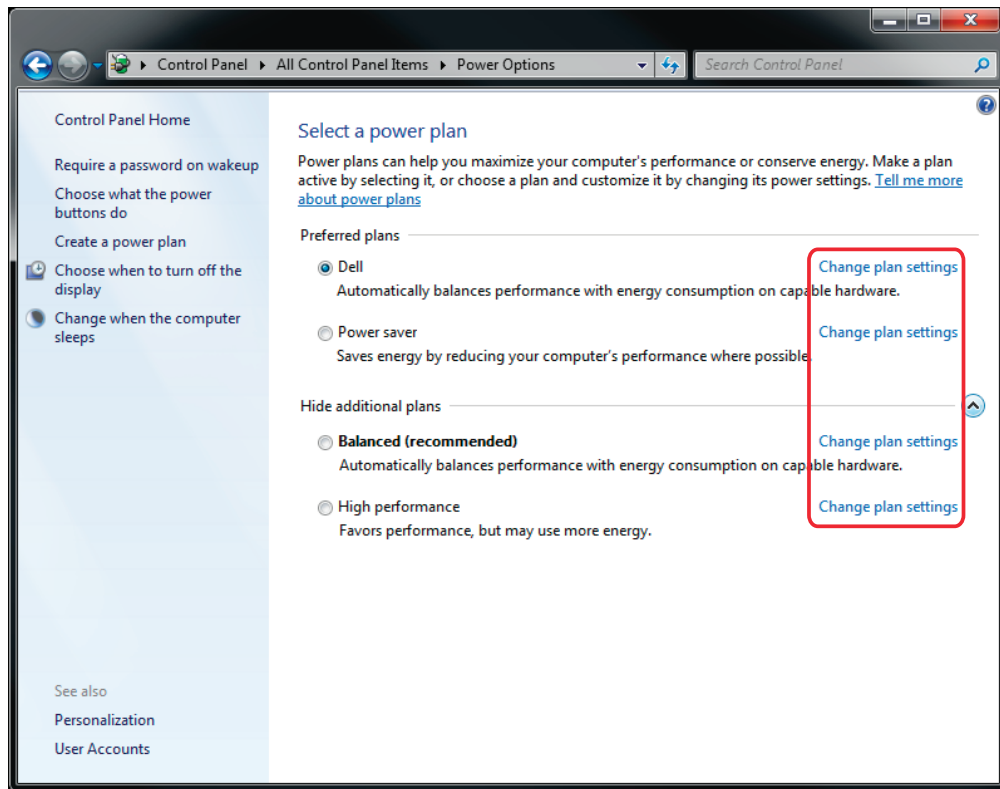 Control Panel ▸ All Control Panel Items ▸ Power Options
Search Control Panel
Control Panel Home
Require a password on wakeup
Choose what the power
buttons do
Create a power plan
Choose when to turn off the
display
Change when the computer
sleeps
See also
Personalization
User Accounts
Select a power plan
Power plans can help you maximize your computer's performance or conserve energy. Make a plan
active by selecting it, or choose a plan and customize it by changing its power settings. Tell me more
about power plans
Preferred plans
Dell Change plan settings
Automatically balances performance with energy consumption on capable hardware.
Power saver Change plan settings
Saves energy by reducing your computer's performance where possible.
Hide additional plans
Balanced (recommended) Change plan settings
Automatically balances performance with energy consumption on capable hardware.
High performance Change plan settings
Favors performance, but may use more energy.